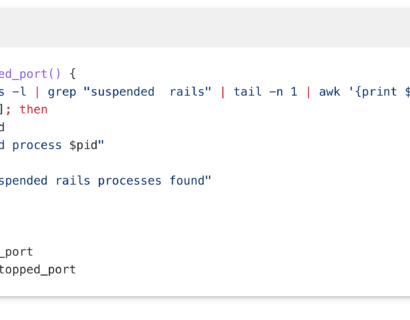 ed_port() {
s -l | grep "suspended  rails" | tail -n 1 | awk '{print $
]; then
d
d process $pid"
spended rails processes found"
_port
topped_port